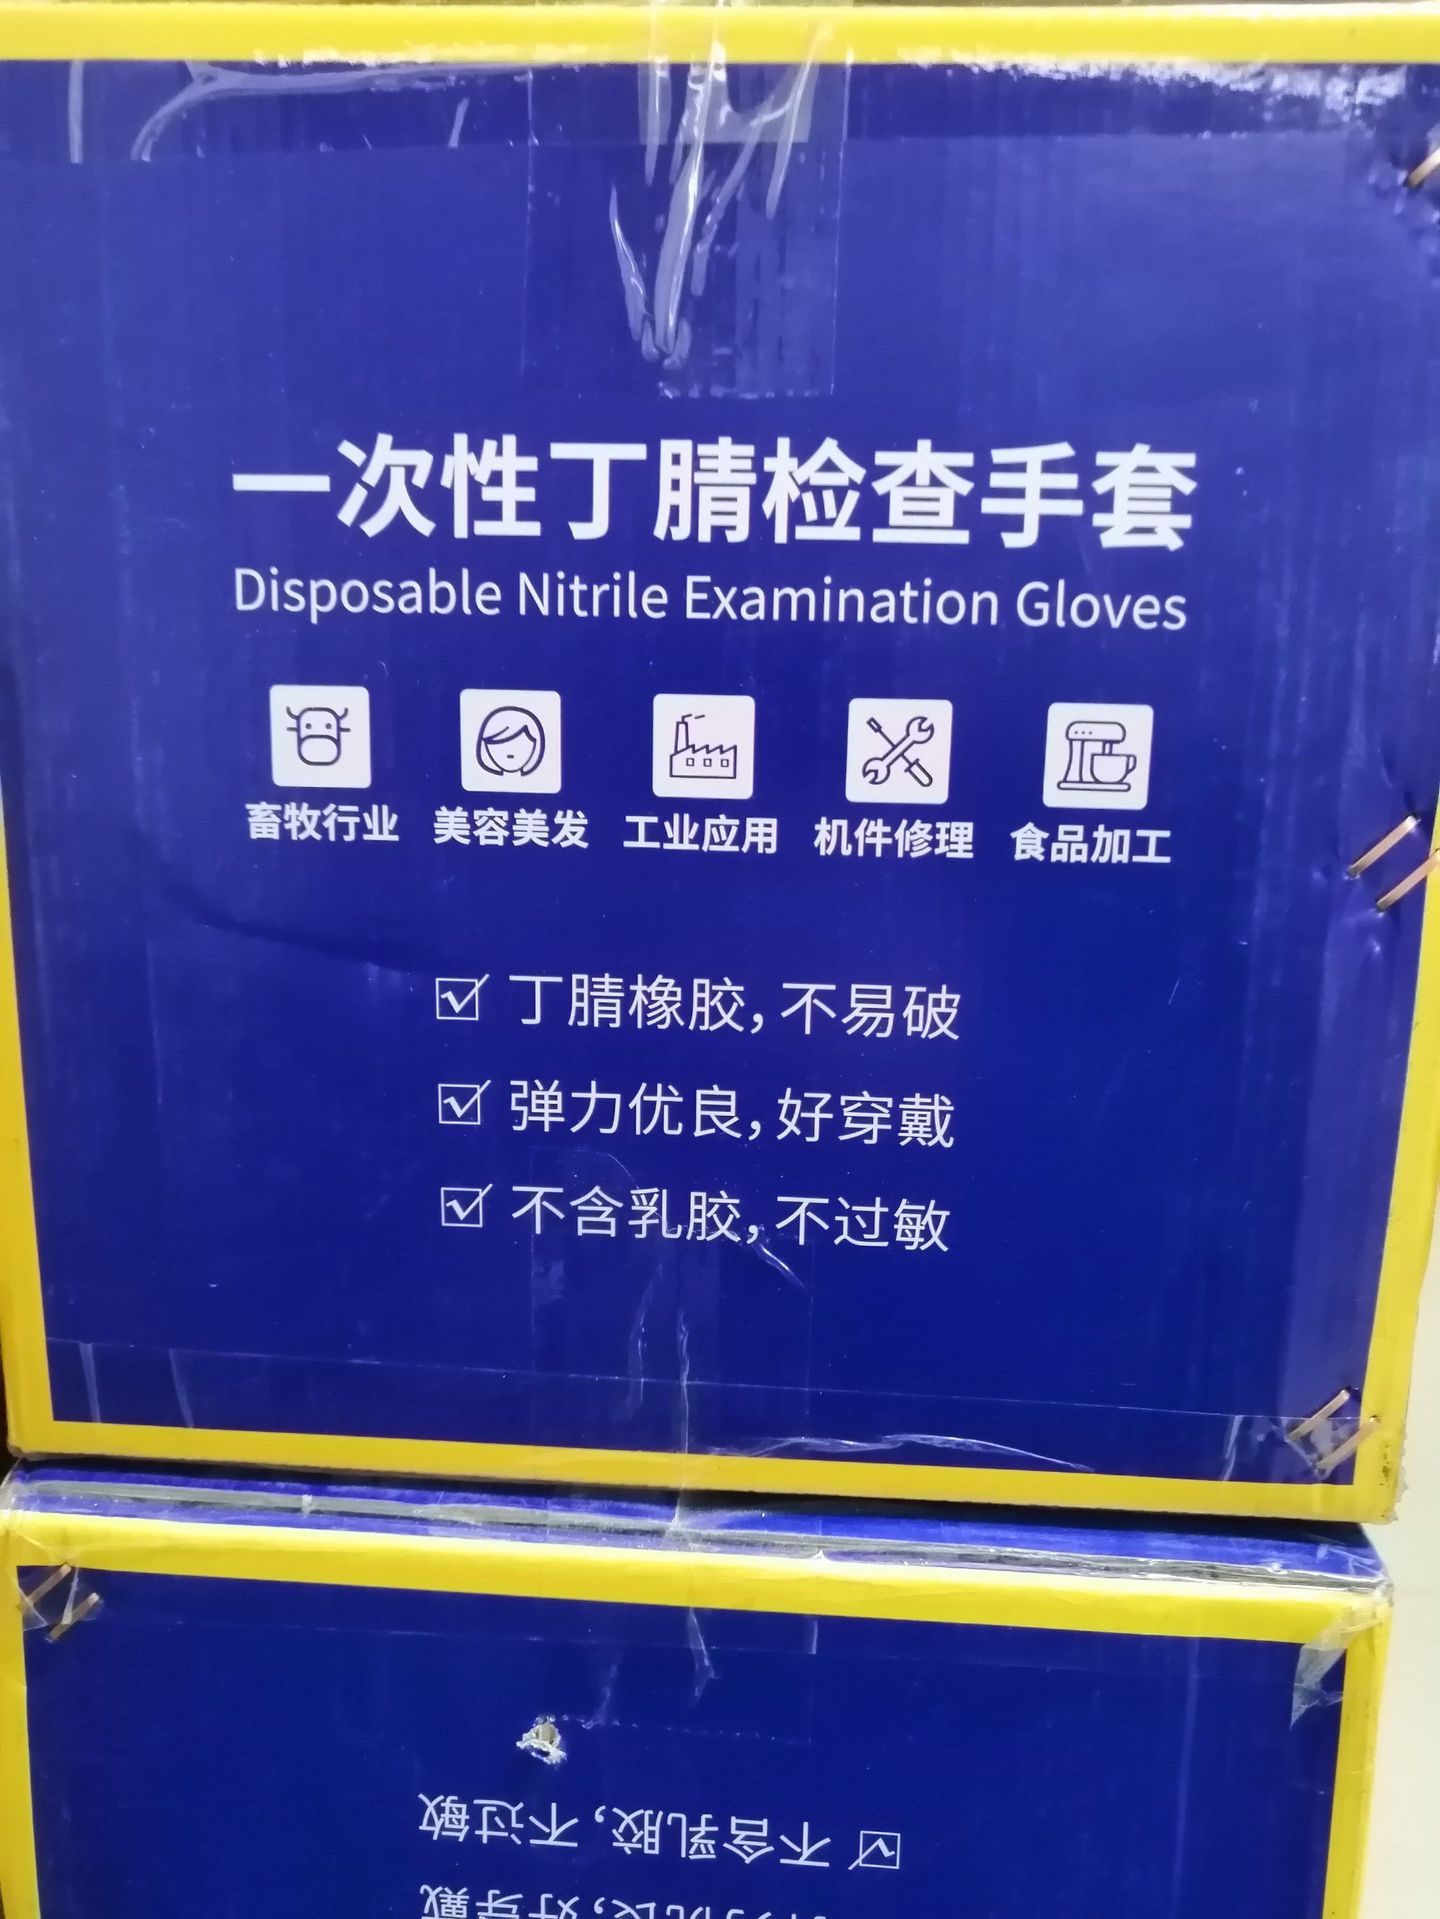 一次性丁腈检查手套
Disposable Nitrile Examination Gloves
畜牧行业 美容美发 工业应用 机件修理 食品加工
丁腈橡胶，不易破
弹力优良，好穿戴
不含乳胶，不过敏
不含乳胶，不过敏
好穿戴